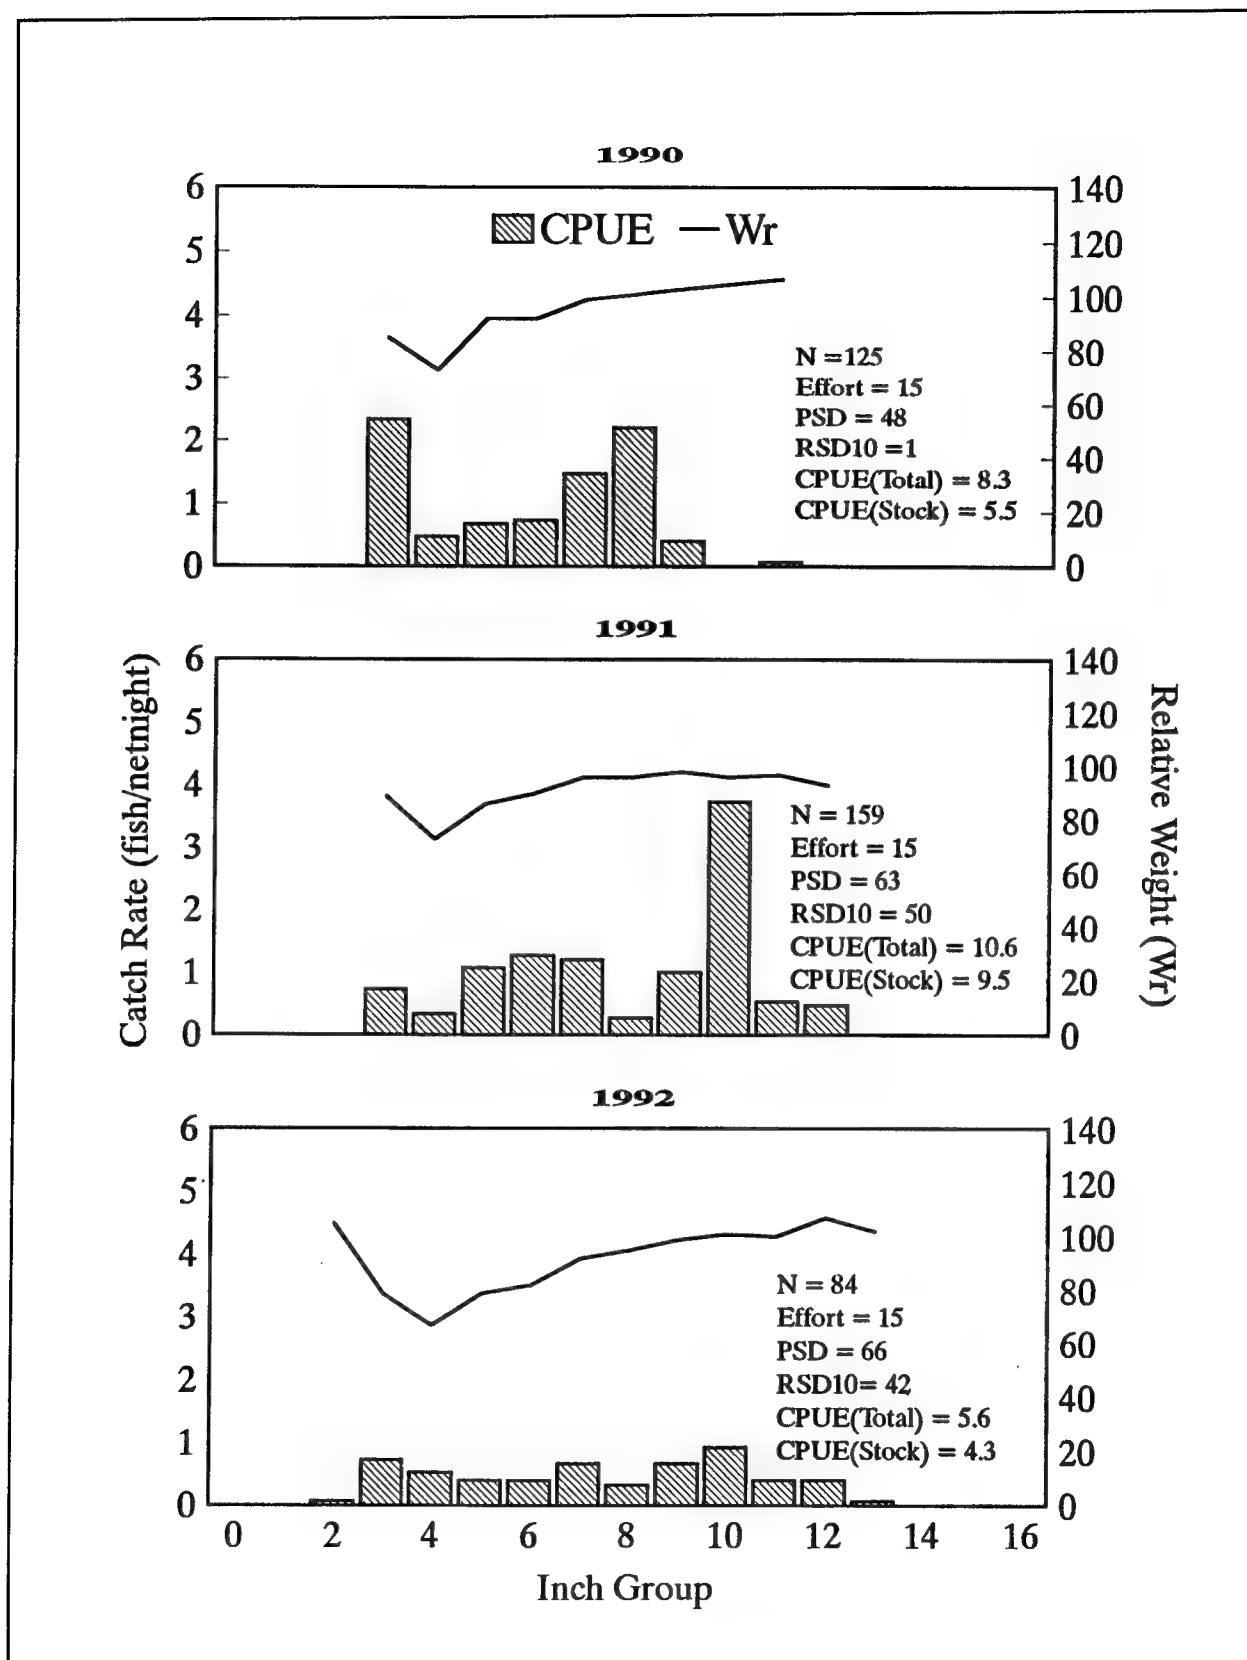 1990
CPUE Wr
6 140
5 120
4 100
3 80
2 60
1 40
0 20
0
N =125
Effort = 15
PSD = 48
RSD10 =1
CPUE(Total) = 8.3
CPUE(Stock) = 5.5
1991
6 140
5 120
4 100
3 80
2 60
1 40
0 20
0
N = 159
Effort = 15
PSD = 63
RSD10 = 50
CPUE(Total) = 10.6
CPUE(Stock) = 9.5
Catch Rate (fish/netnight)
Relative Weight (Wr)
1992
6 140
5 120
4 100
3 80
2 60
1 40
0 20
0
N = 84
Effort = 15
PSD = 66
RSD10= 42
CPUE(Total) = 5.6
CPUE(Stock) = 4.3
0 2 4 6 8 10 12 14 16
Inch Group